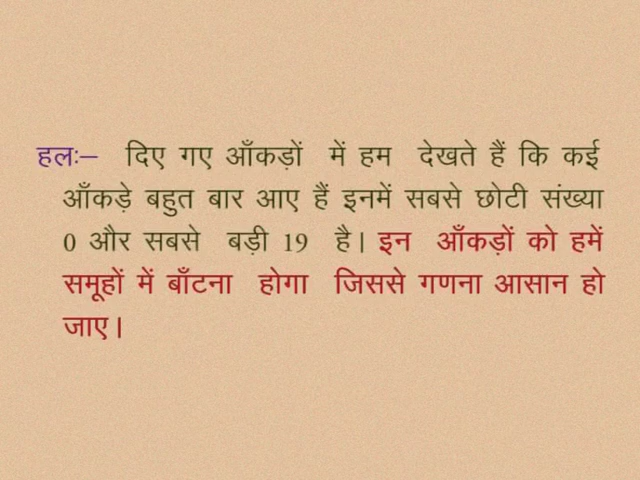 हलः– दिए गए आँकड़ों में हम देखते हैं कि कई
आँकड़े बहुत बार आए हैं इनमें सबसे छोटी संख्या
0 और सबसे बड़ी 19 है। इन आँकड़ों को हमें
समूहों में बाँटना होगा जिससे गणना आसान हो
जाए।